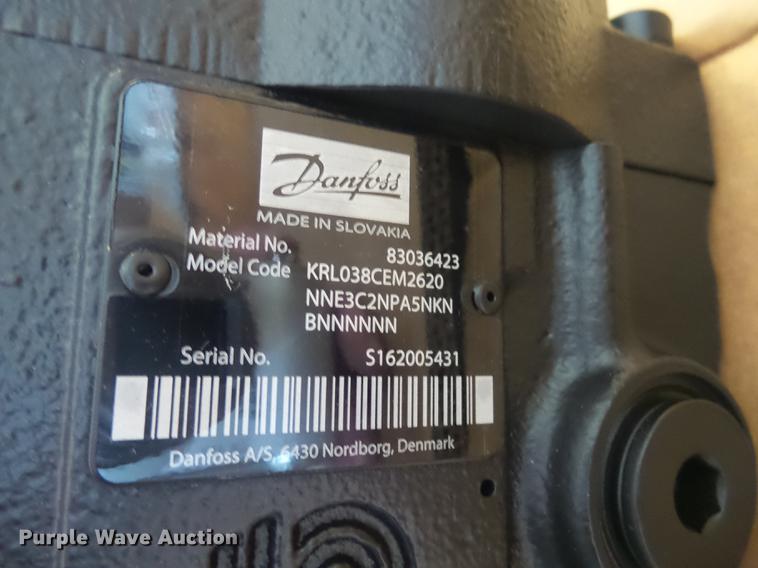 Danfoss
MADE IN SLOVAKIA
Material No. 83036423
Model Code KRL038CEM2620
NNE3C2NPA5NKN
BNNNNNN
Serial No. S162005431
Danfoss A/S, 6430 Nordborg, Denmark
Purple Wave Auction